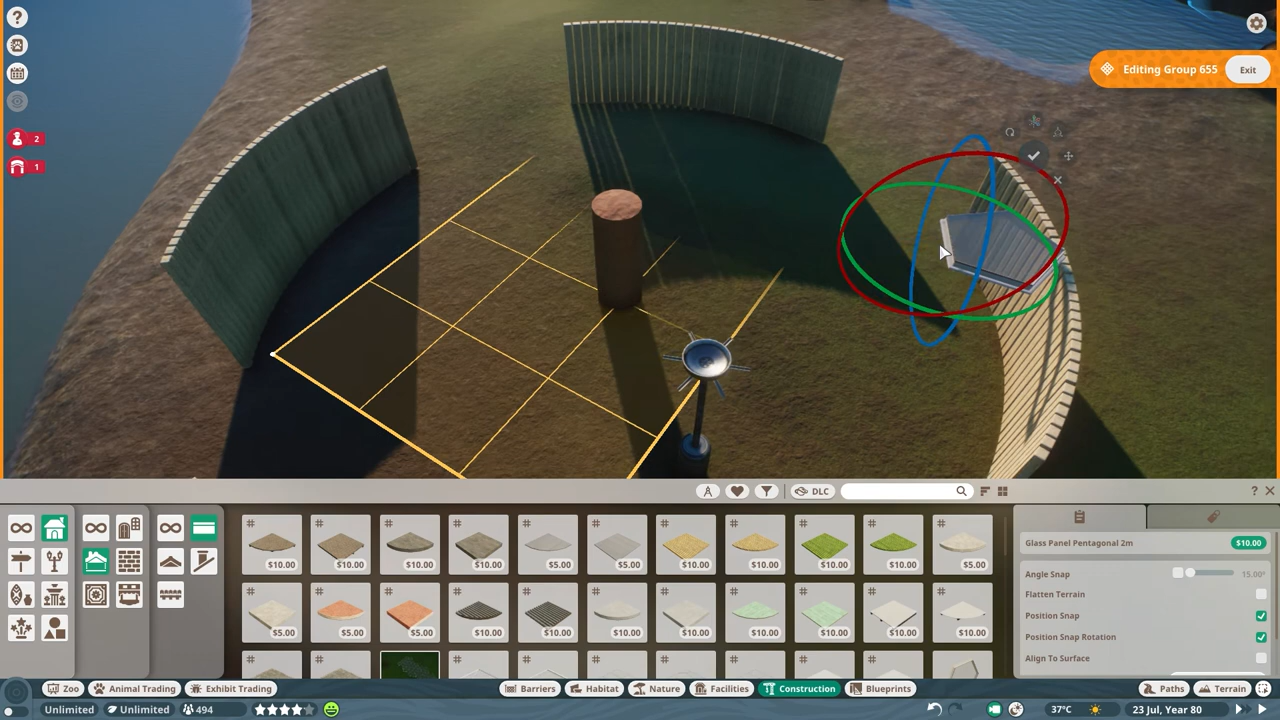 ?
Editing Group 655
Exit
2
1
DLC
?
$10.00
$10.00
$10.00
$10.00
$5.00
$5.00
$10.00
$10.00
$10.00
$10.00
$5.00
Glass Panel Pentagonal 2m
$10.00
Angle Snap
15.00°
Flatten Terrain
$5.00
$5.00
$5.00
$10.00
$10.00
$10.00
$10.00
$10.00
$10.00
$10.00
$10.00
Position Snap
Position Snap Rotation
Align To Surface
Zoo
Animal Trading
Exhibit Trading
Barriers
Habitat
Nature
Facilities
Construction
Blueprints
Paths
Terrain
Unlimited
Unlimited
494
37°C
23 Jul, Year 80